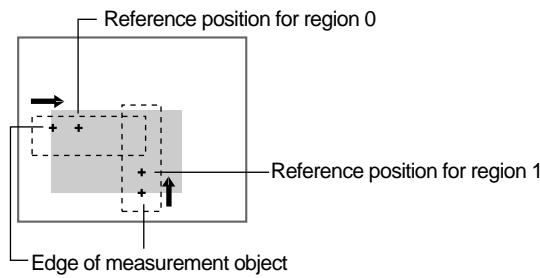 Reference position for region 0
Reference position for region 1
Edge of measurement object